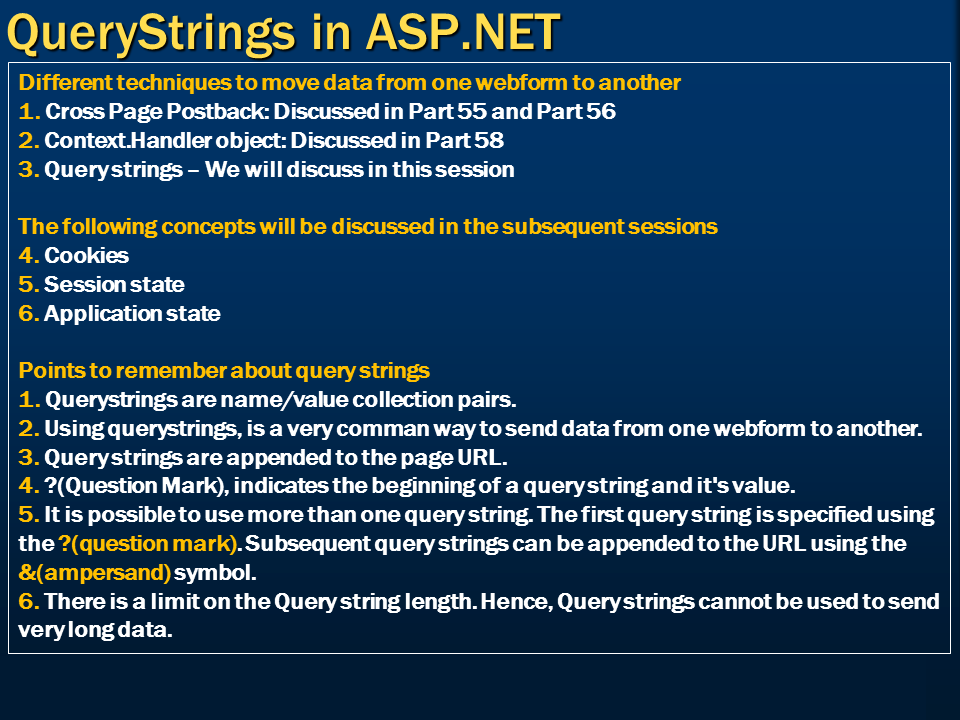 QueryStrings in ASP.NET
Different techniques to move data from one webform to another
1. Cross Page Postback: Discussed in Part 55 and Part 56
2. Context.Handler object: Discussed in Part 58
3. Query strings – We will discuss in this session
The following concepts will be discussed in the subsequent sessions
4. Cookies
5. Session state
6. Application state
Points to remember about query strings
1. Querystrings are name/value collection pairs.
2. Using querystrings, is a very comman way to send data from one webform to another.
3. Query strings are appended to the page URL.
4. ?(Question Mark), indicates the beginning of a query string and it's value.
5. It is possible to use more than one query string. The first query string is specified using
the ?(question mark). Subsequent query strings can be appended to the URL using the
&(ampersand) symbol.
6. There is a limit on the Query string length. Hence, Query strings cannot be used to send
very long data.